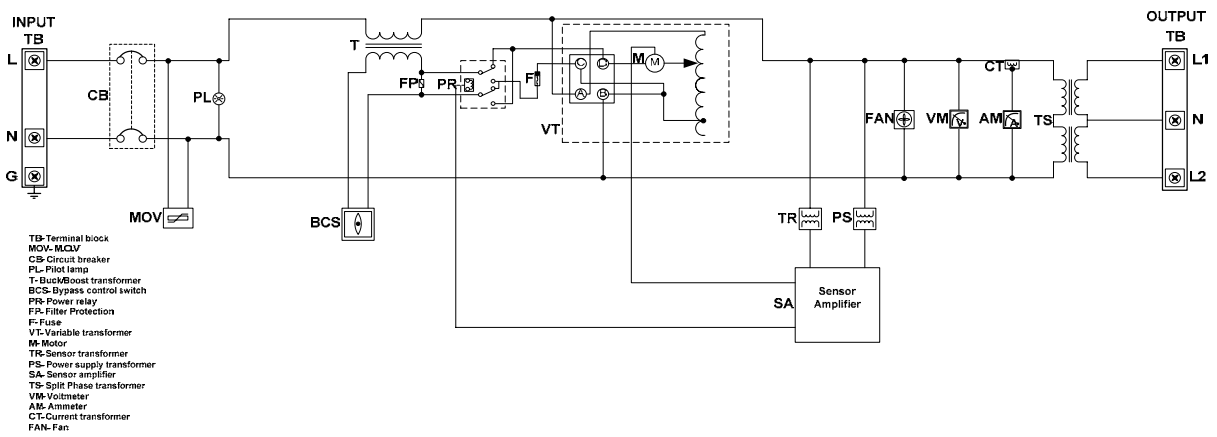 INPUT
TB
L
N
G
CB
PL
MOV
T
BCS
FP
PR
F
VT
C
D
A
B
M
M
FAN
VM
V
CT
AM
A
TS
TR
PS
SA
Sensor
Amplifier
OUTPUT
TB
L1
N
L2
TB- Terminal block
MOV- M.O.V
CB- Circuit breaker
PL- Pilot lamp
T- Buck/Boost transformer
BCS- Bypass control switch
PR- Power relay
FP- Filter Protection
F- Fuse
VT- Variable transformer
M- Motor
TR- Sensor transformer
PS- Power supply transformer
SA- Sensor amplifier
TS- Split Phase transformer
VM- Voltmeter
AM- Ammeter
CT- Current transformer
FAN- Fan